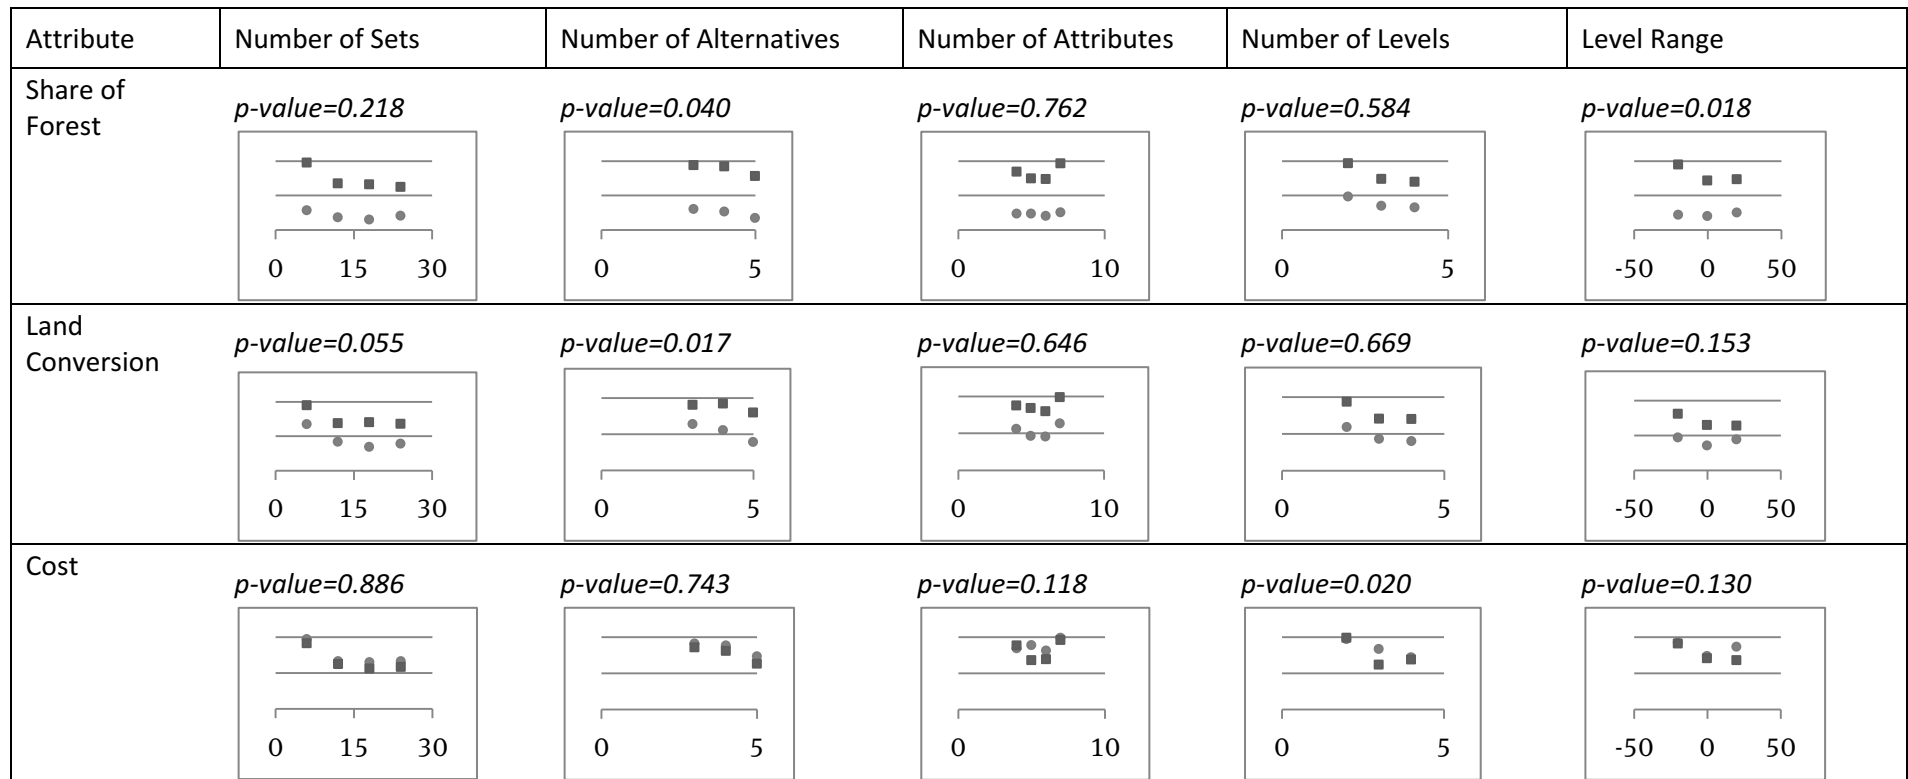 Attribute
Number of Sets
Number of Alternatives
Number of Attributes
Number of Levels
Level Range
Share of
Forest
p-value=0.218
p-value=0.040
p-value=0.762
p-value=0.584
p-value=0.018
0 15 30
0 5
0 10
0 5
-50 0 50
Land
Conversion
p-value=0.055
p-value=0.017
p-value=0.646
p-value=0.669
p-value=0.153
0 15 30
0 5
0 10
0 5
-50 0 50
Cost
p-value=0.886
p-value=0.743
p-value=0.118
p-value=0.020
p-value=0.130
0 15 30
0 5
0 10
0 5
-50 0 50